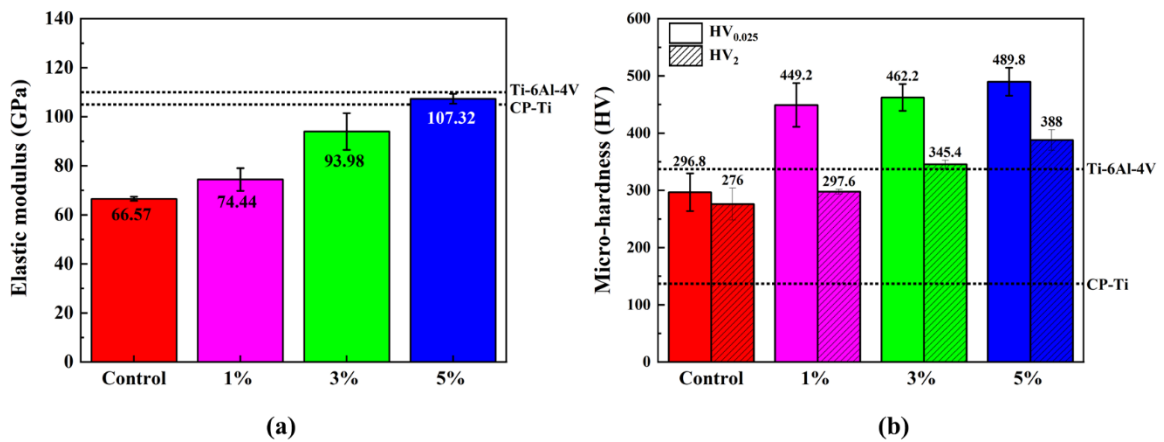 140
120
100
80
60
40
20
0
Elastic modulus (GPa)
66.57
74.44
93.98
107.32
Ti-6Al-4V
CP-Ti
Control 1% 3% 5%
(a)
600
500
400
300
200
100
0
Micro-hardness (HV)
HV0.025
HV2
296.8
276
449.2
297.6
462.2
345.4
489.8
388
Ti-6Al-4V
CP-Ti
Control 1% 3% 5%
(b)